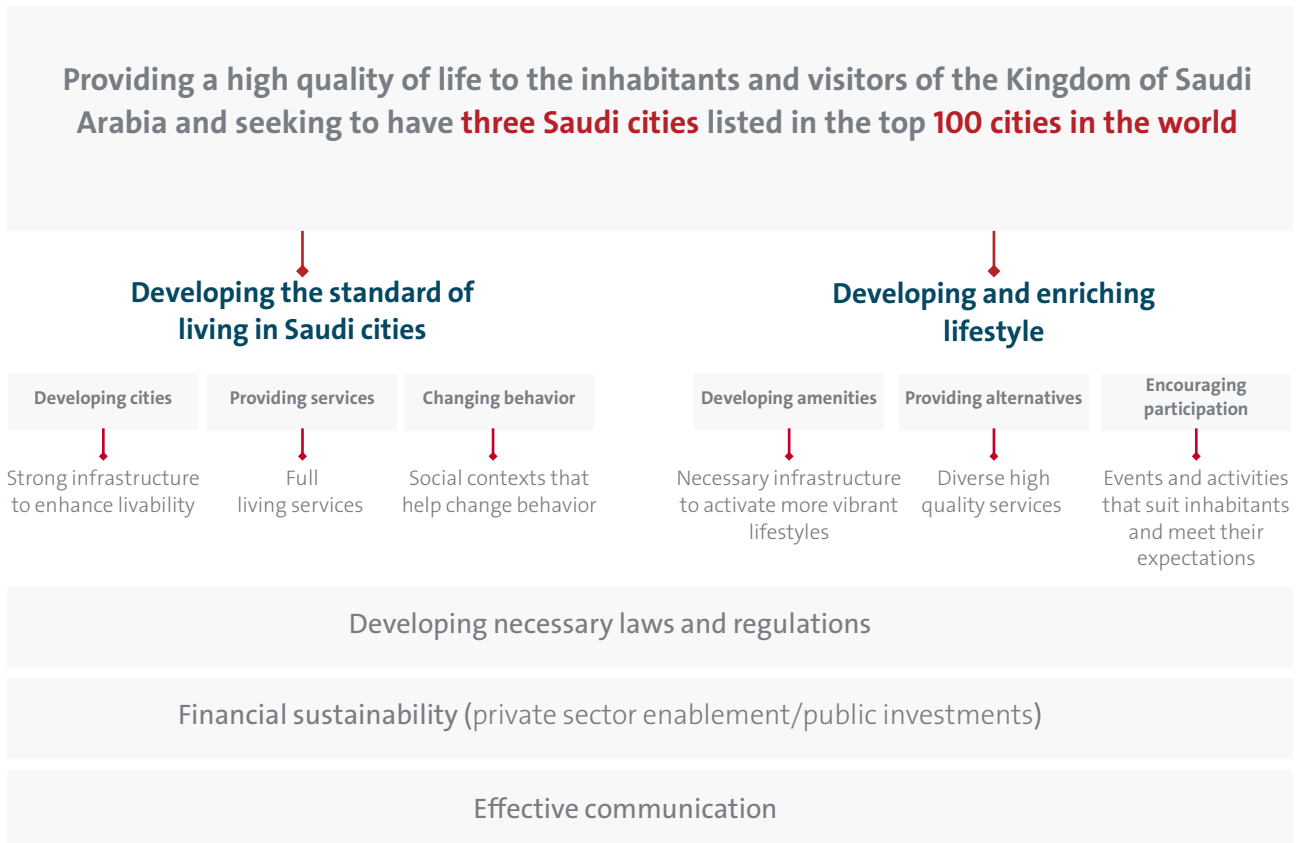 Providing a high quality of life to the inhabitants and visitors of the Kingdom of Saudi
Arabia and seeking to have three Saudi cities listed in the top 100 cities in the world
Developing the standard of
living in Saudi cities
Developing cities
Strong infrastructure
to enhance livability
Providing services
Full
living services
Changing behavior
Social contexts that
help change behavior
Developing and enriching
lifestyle
Developing amenities
Necessary infrastructure
to activate more vibrant
lifestyles
Providing alternatives
Diverse high
quality services
Encouraging
participation
Events and activities
that suit inhabitants
and meet their
expectations
Developing necessary laws and regulations
Financial sustainability (private sector enablement/public investments)
Effective communication